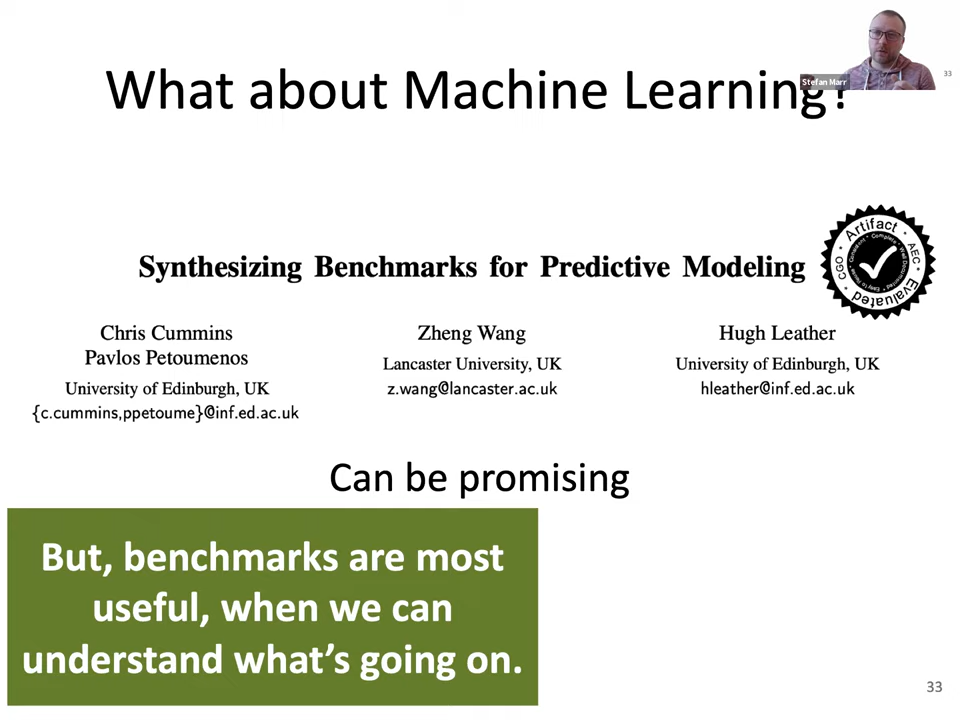 What about Machine Learning?
Stefan Marr
33
Synthesizing Benchmarks for Predictive Modeling
Artifact
Evaluated
CGO
AEC
Chris Cummins
Pavlos Petoumenos
University of Edinburgh, UK
{c.cummins,ppetoume}@inf.ed.ac.uk
Zheng Wang
Lancaster University, UK
z.wang@lancaster.ac.uk
Hugh Leather
University of Edinburgh, UK
hleather@inf.ed.ac.uk
Can be promising
But, benchmarks are most
useful, when we can
understand what's going on.
33